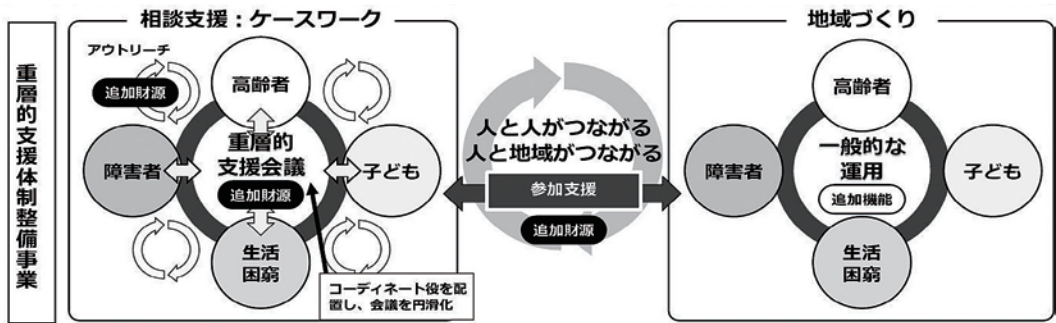 重層的支援体制整備事業
相談支援：ケースワーク
アウトリーチ
追加財源
高齢者
障害者
重層的
支援会議
追加財源
子ども
生活
困窮
コーディネート役を配
置し、会議を円滑化
人と人がつながる
人と地域がつながる
参加支援
追加財源
地域づくり
高齢者
障害者
一般的な
運用
追加機能
子ども
生活
困窮